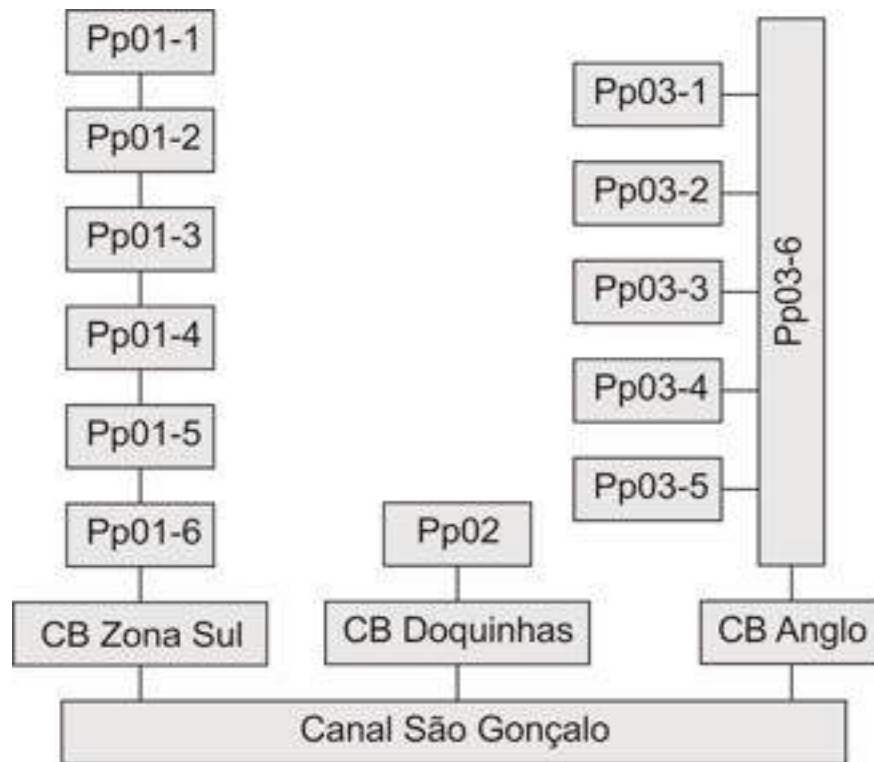 Pp01-1
Pp01-2
Pp01-3
Pp01-4
Pp01-5
Pp01-6
CB Zona Sul
Pp02
CB Doquinhas
Pp03-1
Pp03-2
Pp03-3
Pp03-4
Pp03-5
Pp03-6
CB Anglo
Canal São Gonçalo